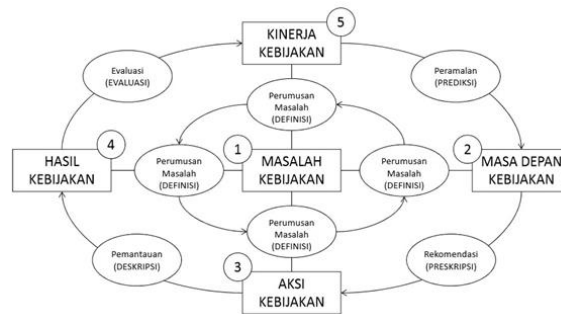 5
KINERJA
KEBIJAKAN
Evaluasi
(EVALUASI)
Peramalan
(PREDIKSI)
Perumusan
Masalah
(DEFINISI)
4
HASIL
KEBIJAKAN
Perumusan
Masalah
(DEFINISI)
1
MASALAH
KEBIJAKAN
Perumusan
Masalah
(DEFINISI)
2
MASA DEPAN
KEBIJAKAN
Perumusan
Masalah
(DEFINISI)
Pemantauan
(DESKRIPSI)
3
AKSI
KEBIJAKAN
Rekomendasi
(PRESKRIPSI)